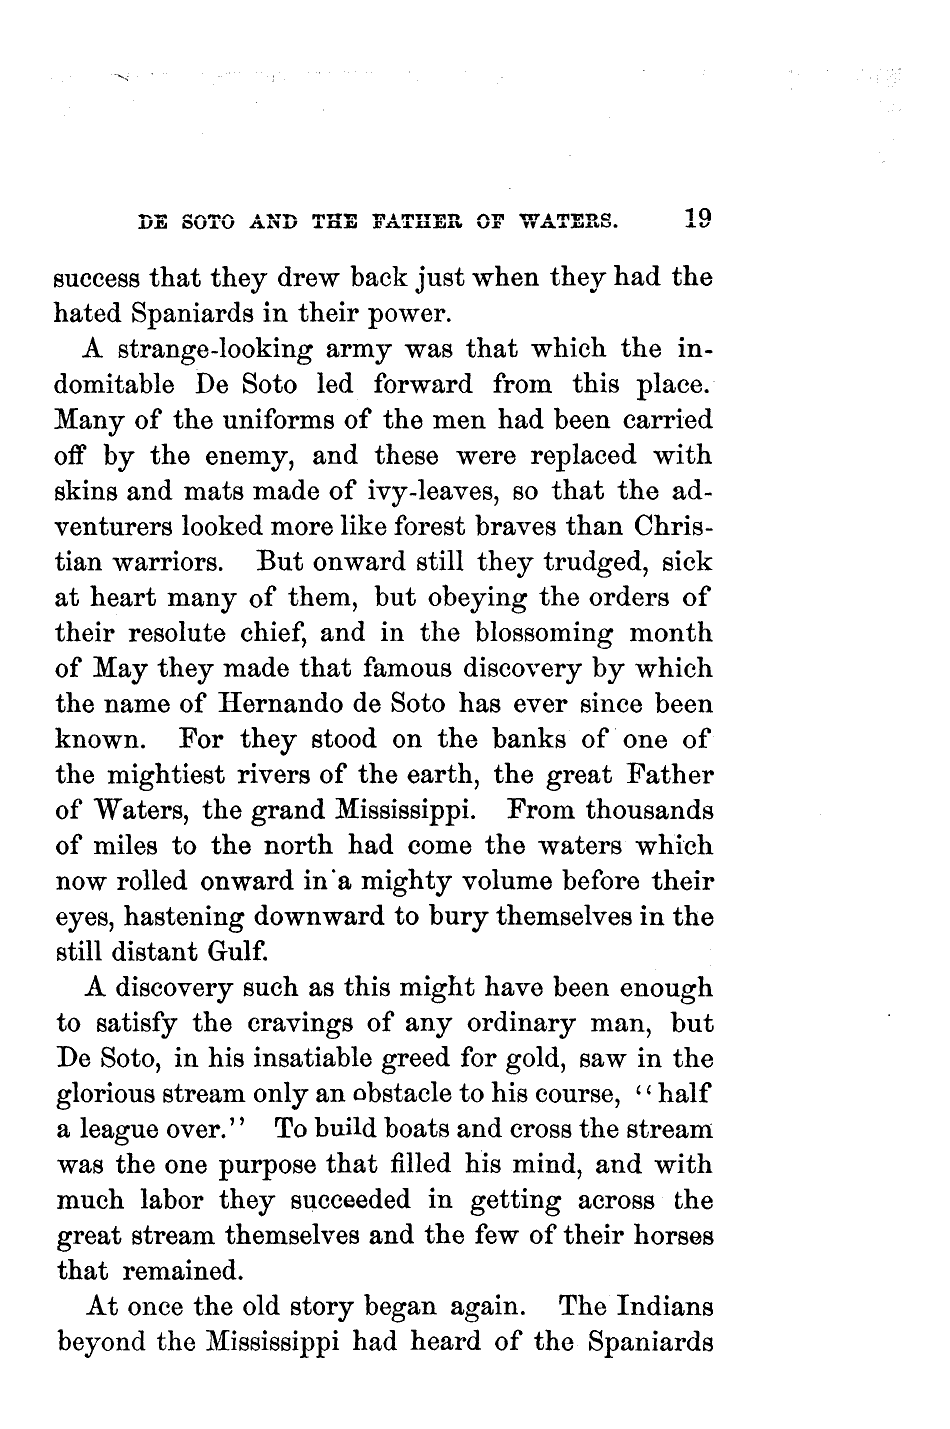 DE SOTO AND THE FATHER OF WATERS. 19
success that they drew back just when they had the
hated Spaniards in their power.
A strange-looking army was that which the in-
domitable De Soto led forward from this place.
Many of the uniforms of the men had been carried
off by the enemy, and these were replaced with
skins and mats made of ivy-leaves, so that the ad-
venturers looked more like forest braves than Chris-
tian warriors. But onward still they trudged, sick
at heart many of them, but obeying the orders of
their resolute chief, and in the blossoming month
of May they made that famous discovery by which
the name of Hernando de Soto has ever since been
known. For they stood on the banks of one of
the mightiest rivers of the earth, the great Father
of Waters, the grand Mississippi. From thousands
of miles to the north had come the waters which
now rolled onward in a mighty volume before their
eyes, hastening downward to bury themselves in the
still distant Gulf.
A discovery such as this might have been enough
to satisfy the cravings of any ordinary man, but
De Soto, in his insatiable greed for gold, saw in the
glorious stream only an obstacle to his course, "half
a league over." To build boats and cross the stream
was the one purpose that filled his mind, and with
much labor they succeeded in getting across the
great stream themselves and the few of their horses
that remained.
At once the old story began again. The Indians
beyond the Mississippi had heard of the Spaniards